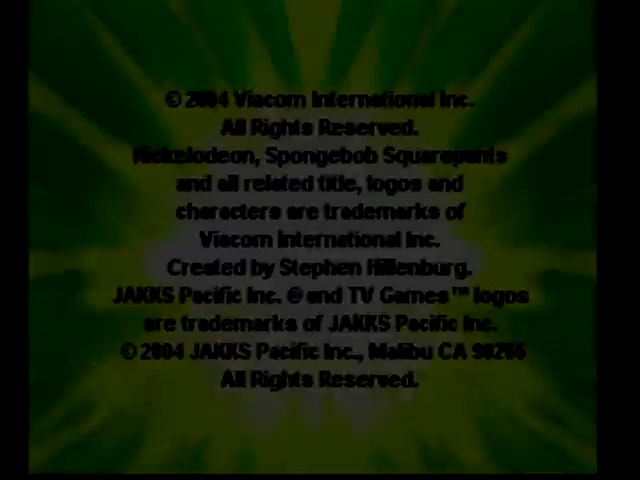 © 2004 Viacom International Inc.
All Rights Reserved.
Nickelodeon, Spongebob Squarepants
and all related title, logos and
characters are trademarks of
Viacom International Inc.
Created by Stephen Hillenburg.
JAKKS Pacific Inc. ® and TV Games™ logos
are trademarks of JAKKS Pacific Inc.
© 2004 JAKKS Pacific Inc., Malibu CA 90265
All Rights Reserved.